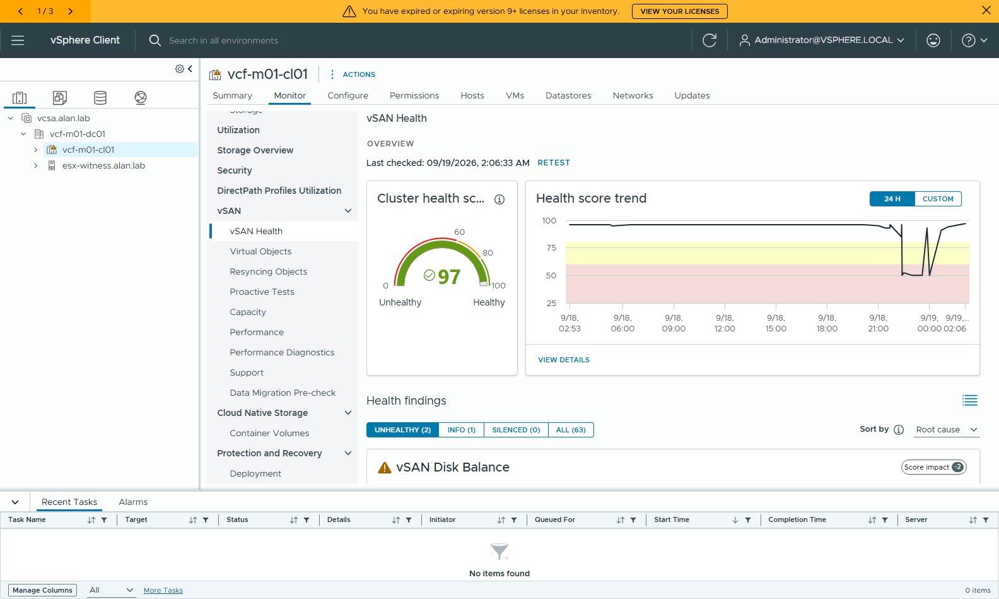 1 / 3
You have expired or expiring version 9+ licenses in your inventory.
VIEW YOUR LICENSES
vSphere Client
Search in all environments
Administrator@VSPHERE.LOCAL
vcsa.alan.lab
vcf-m01-dc01
vcf-m01-cl01
esx-witness.alan.lab
vcf-m01-cl01
ACTIONS
Summary Monitor Configure Permissions Hosts VMs Datastores Networks Updates
Storage
Utilization
Storage Overview
Security
DirectPath Profiles Utilization
vSAN
vSAN Health
Virtual Objects
Resyncing Objects
Proactive Tests
Capacity
Performance
Performance Diagnostics
Support
Data Migration Pre-check
Cloud Native Storage
Container Volumes
Protection and Recovery
Deployment
vSAN Health
OVERVIEW
Last checked: 09/19/2026, 2:06:33 AM RETEST
Cluster health sc...
60
80
0
97
100
Unhealthy Healthy
Health score trend
24 H CUSTOM
100
75
50
25
9/18, 9/18, 9/18, 9/18, 9/18, 9/18, 9/18, 9/19, 9/19,...
02:53 06:00 09:00 12:00 15:00 18:00 21:00 00:00 02:06
VIEW DETAILS
Health findings
UNHEALTHY (2) INFO (1) SILENCED (0) ALL (63)
Sort by Root cause
vSAN Disk Balance
Score impact -2
Recent Tasks Alarms
Task Name Target Status Details Initiator Queued For Start Time Completion Time Server
No items found
Manage Columns All More Tasks
0 items